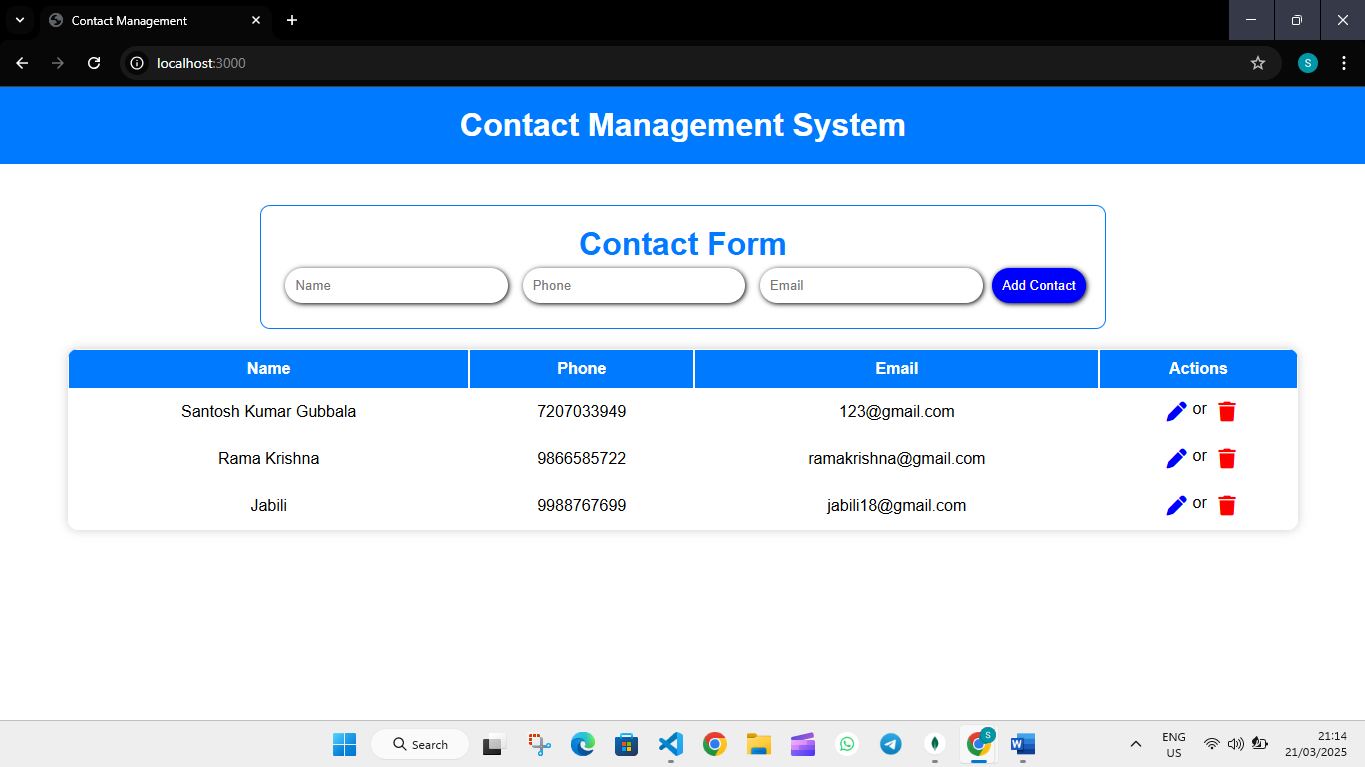 Contact Management
localhost:3000
S
Contact Management System
Contact Form
Name Phone Email Add Contact
Name Phone Email Actions
Santosh Kumar Gubbala 7207033949 123@gmail.com or
Rama Krishna 9866585722 ramakrishna@gmail.com or
Jabili 9988767699 jabili18@gmail.com or
Search
S
W
ENG
US
21:14
21/03/2025